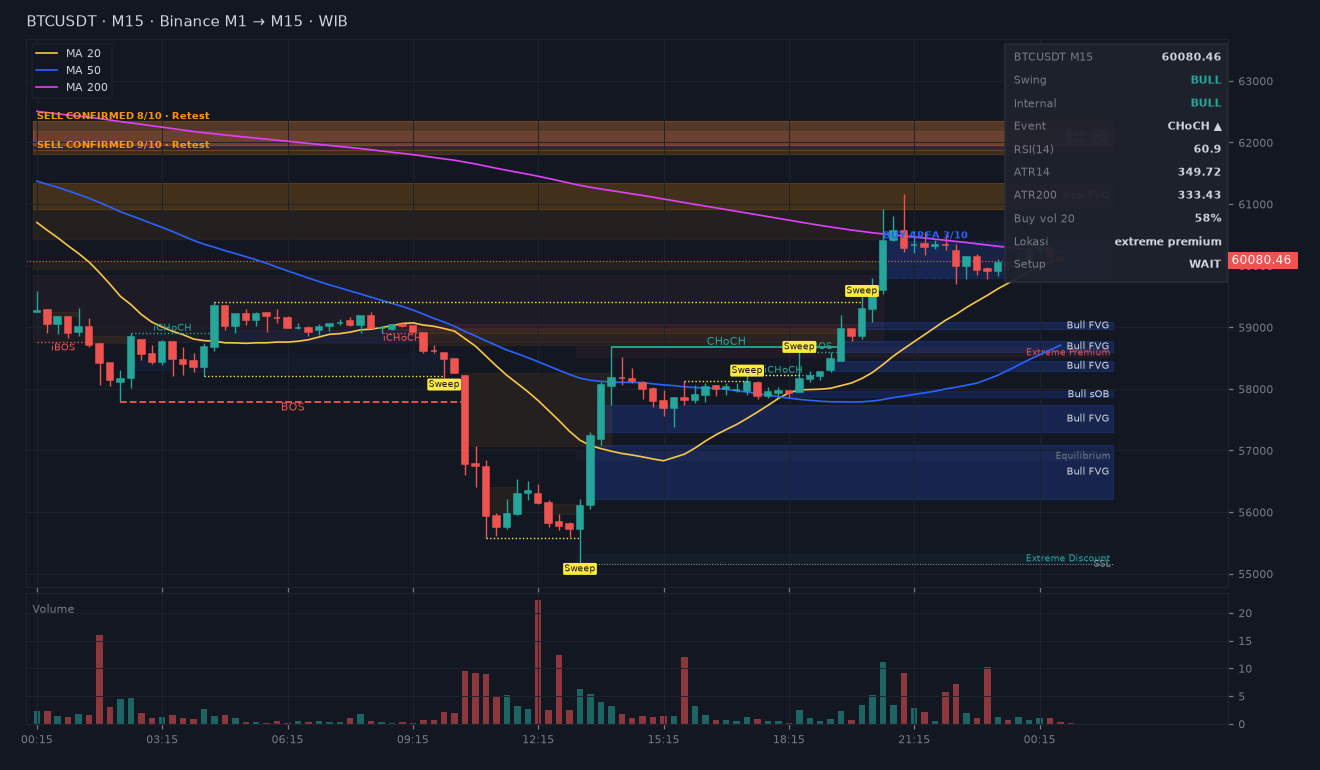 BTCUSDT · M15 · Binance M1 → M15 · WIB
MA 20
MA 50
MA 200
SELL CONFIRMED 8/10 · Retest
SELL CONFIRMED 9/10 · Retest
BTCUSDT M15 60080.46
Swing BULL
Internal BULL
Event CHoCH ▲
RSI(14) 60.9
ATR14 349.72
ATR200 333.43
Buy vol 20 58%
Lokasi extreme premium
Setup WAIT
63000
62000
61000
60080.46
59000
58000
57000
56000
55000
AREA 3/10
Sweep
iCHoCH
iBOS
iCHoCH
CHoCH
Sweep
Sweep
iCHoCH
Sweep
BOS
Sweep
Bull FVG
Bull FVG
Extreme Premium
Bull FVG
Bull sOB
Bull FVG
Equilibrium
Bull FVG
Extreme Discount
SSL
Volume
20
15
10
5
0
00:15 03:15 06:15 09:15 12:15 15:15 18:15 21:15 00:15